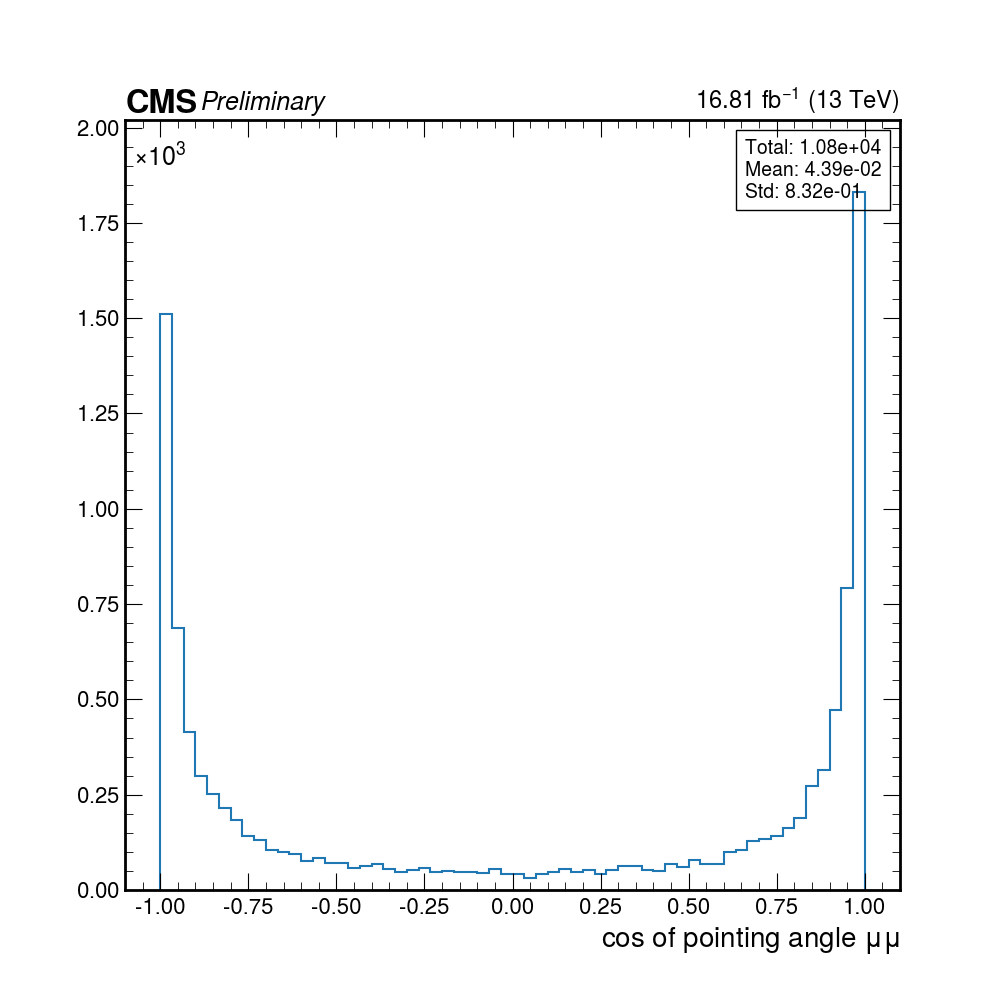 CMS Preliminary 16.81 fb⁻¹ (13 TeV)
×10³
Total: 1.08e+04
Mean: 4.39e-02
Std: 8.32e-01
2.00
1.75
1.50
1.25
1.00
0.75
0.50
0.25
0.00
-1.00 -0.75 -0.50 -0.25 0.00 0.25 0.50 0.75 1.00
cos of pointing angle μμ